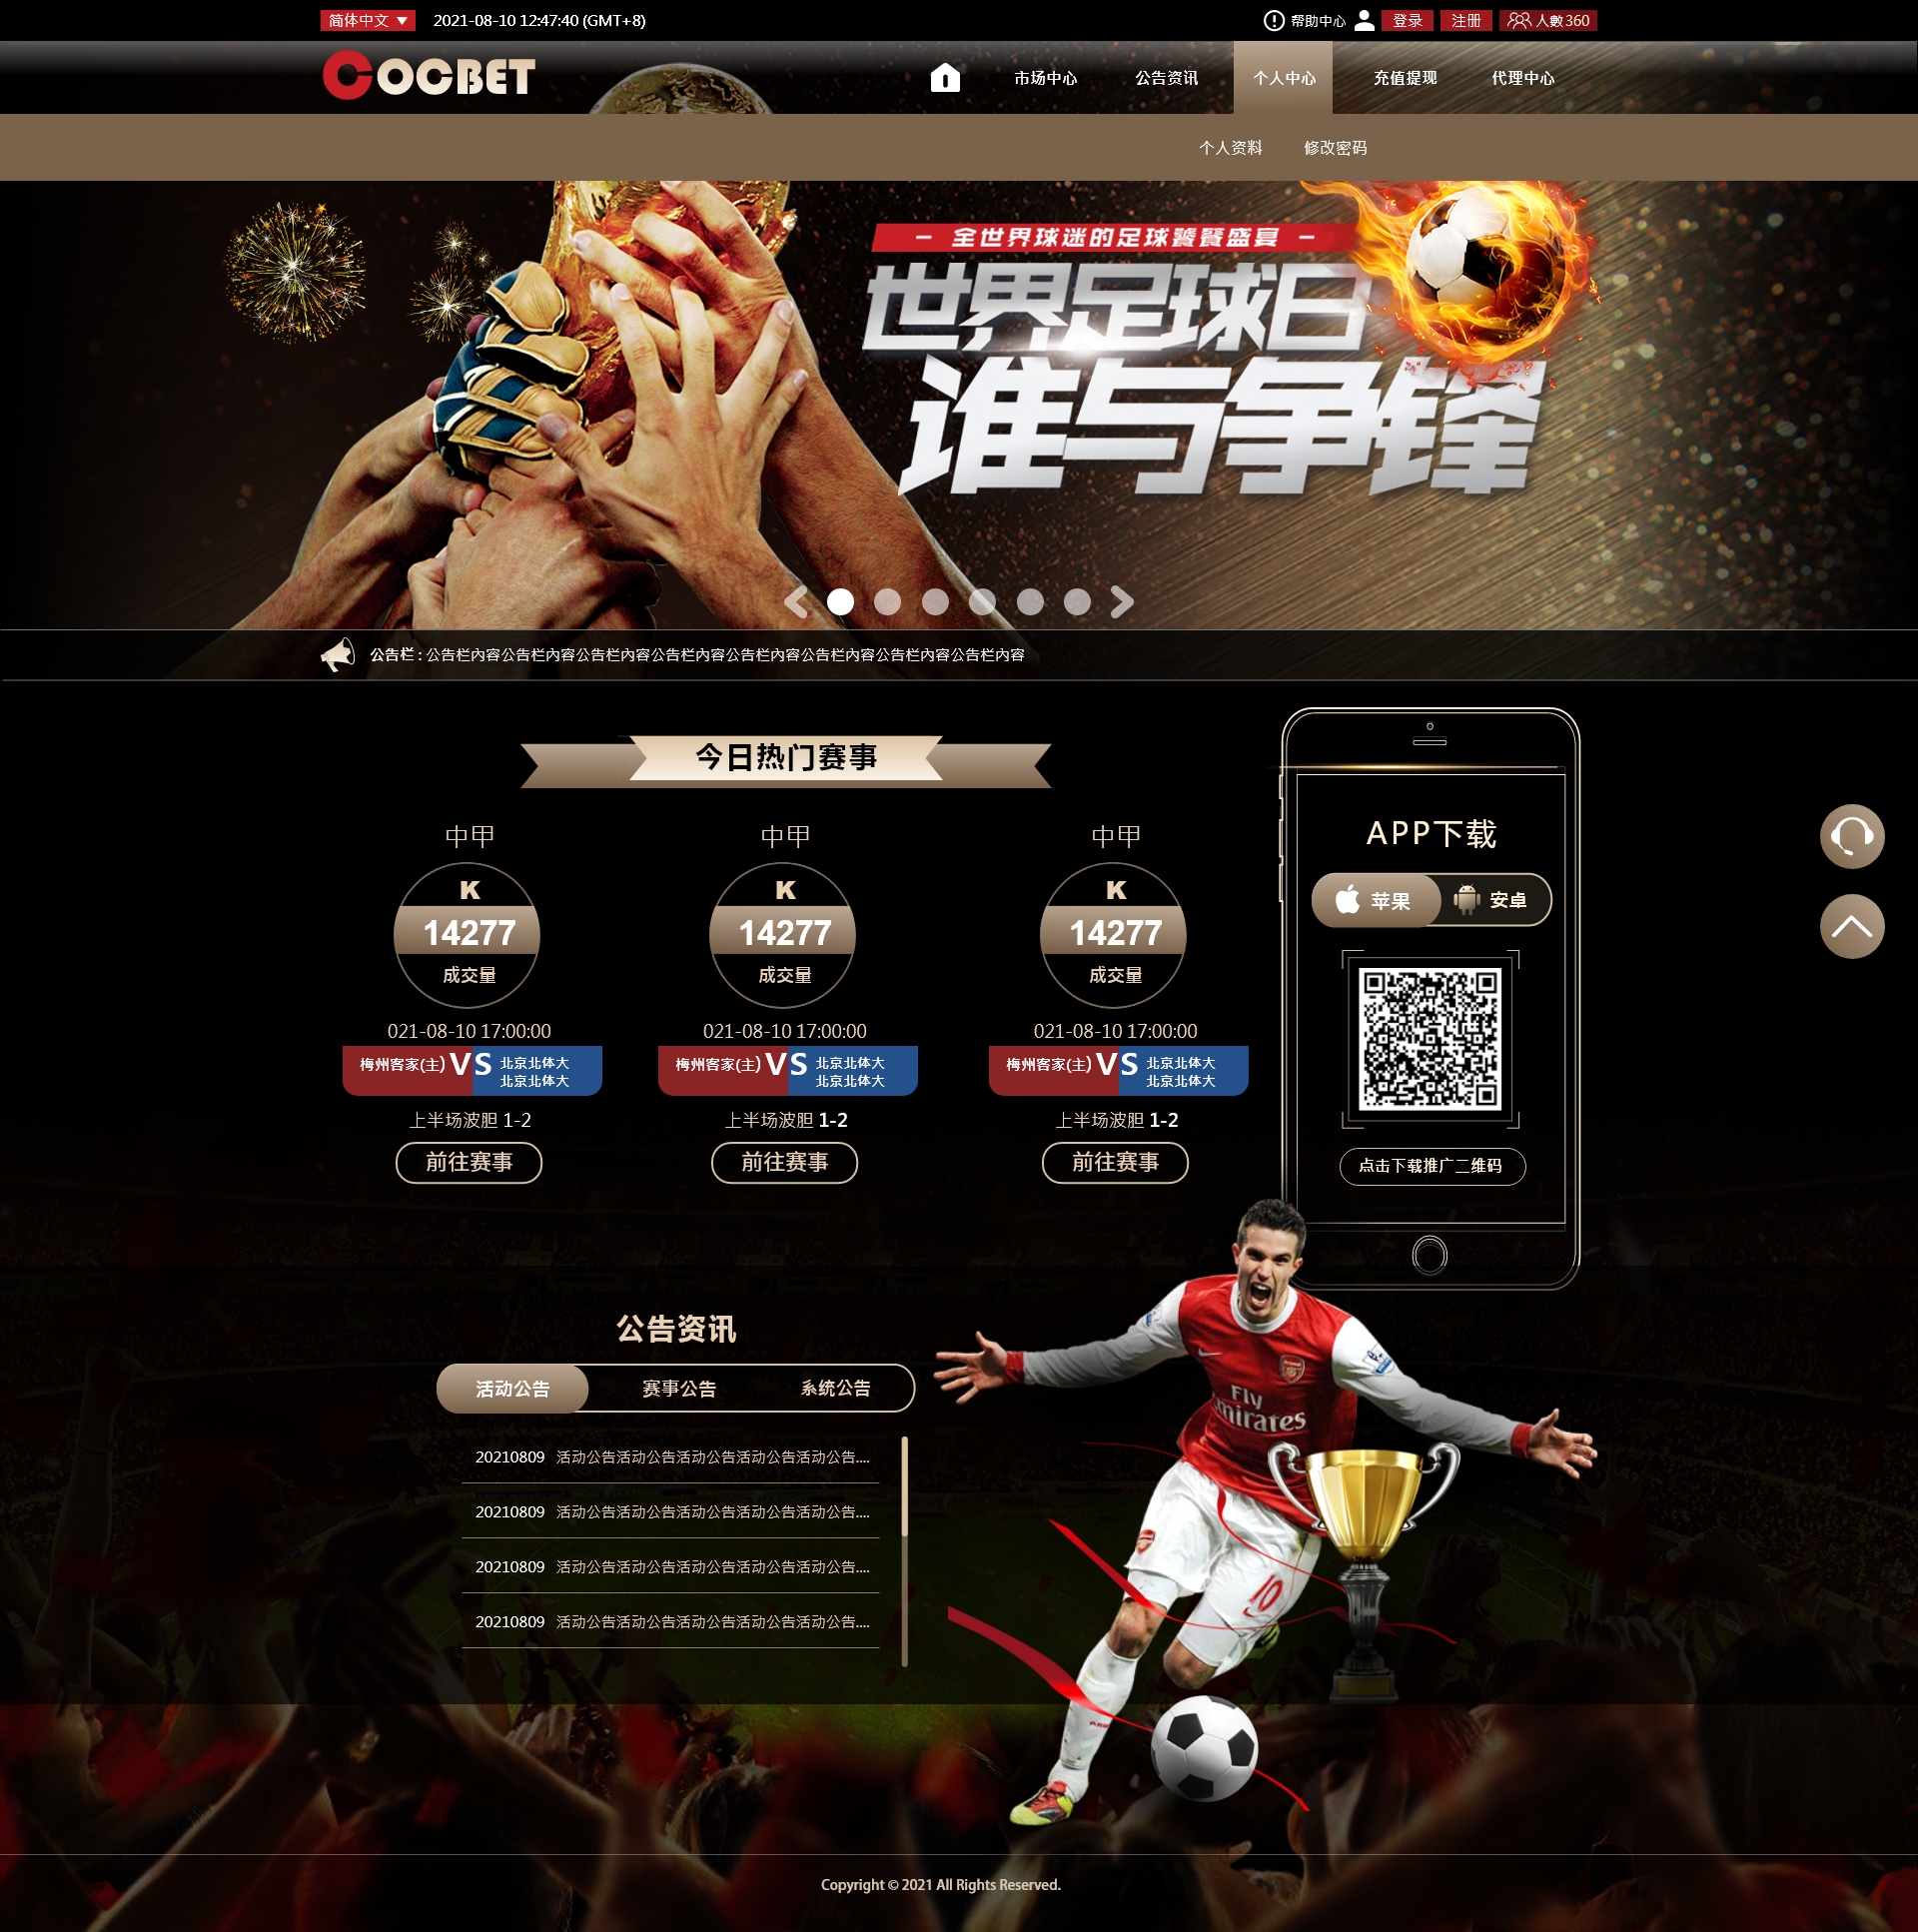 简体中文 2021-08-10 12:47:40 (GMT+8) 帮助中心 登录 注册 人數360
COCBET 市场中心 公告资讯 个人中心 充值提现 代理中心
个人资料 修改密码
全世界球迷的足球饕餮盛宴
世界足球日
谁与争锋
公告栏 : 公告栏内容公告栏内容公告栏内容公告栏内容公告栏内容公告栏内容公告栏内容公告栏内容
今日热门赛事
中甲 中甲 中甲
K K K
14277 14277 14277
成交量 成交量 成交量
021-08-10 17:00:00 021-08-10 17:00:00 021-08-10 17:00:00
梅州客家(主) VS 北京北体大 梅州客家(主) VS 北京北体大 梅州客家(主) VS 北京北体大
北京北体大 北京北体大 北京北体大
上半场波胆 1-2 上半场波胆 1-2 上半场波胆 1-2
前往赛事 前往赛事 前往赛事
APP下载
苹果 安卓
点击下载推广二维码
公告资讯
活动公告 赛事公告 系统公告
20210809 活动公告活动公告活动公告活动公告活动公告....
20210809 活动公告活动公告活动公告活动公告活动公告....
20210809 活动公告活动公告活动公告活动公告活动公告....
20210809 活动公告活动公告活动公告活动公告活动公告....
Fly
Emirates
10
Copyright © 2021 All Rights Reserved.